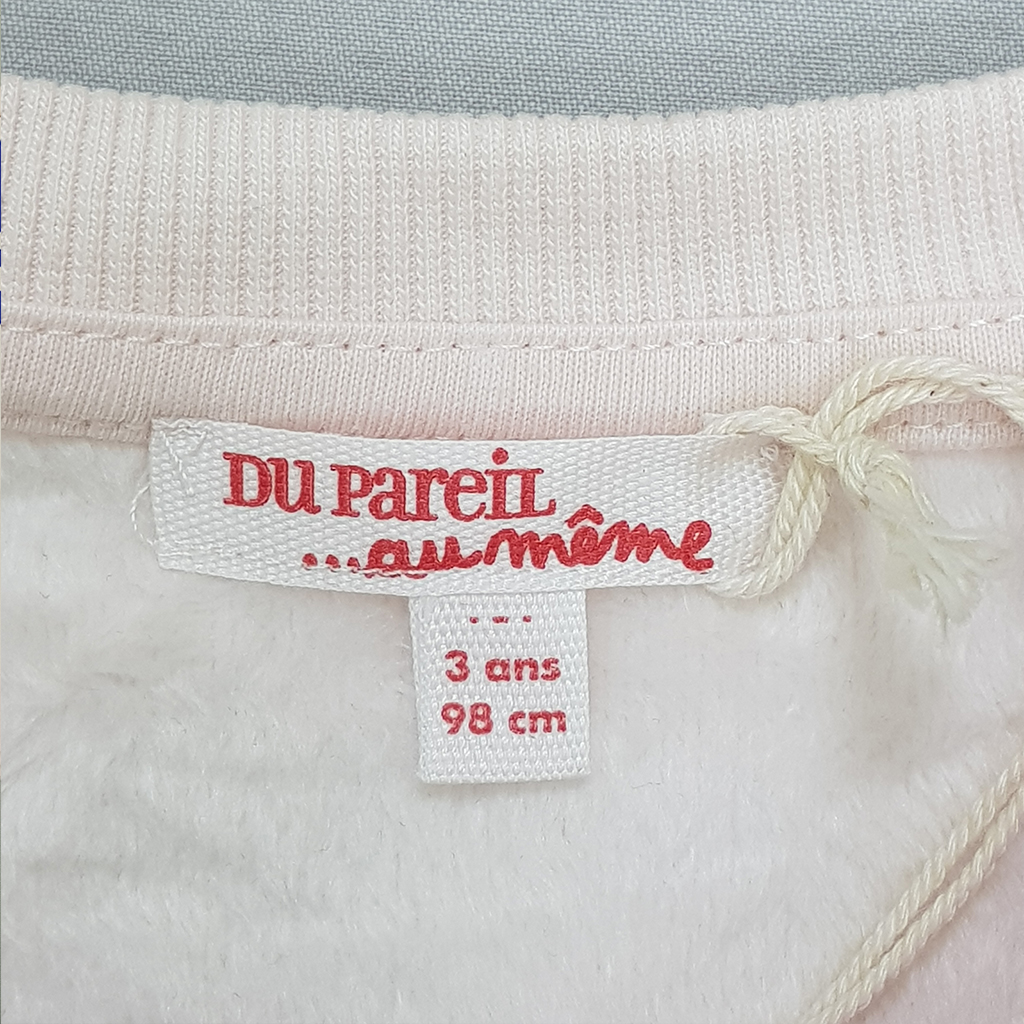 DU PAREIL
...au même
3 ans
98 cm